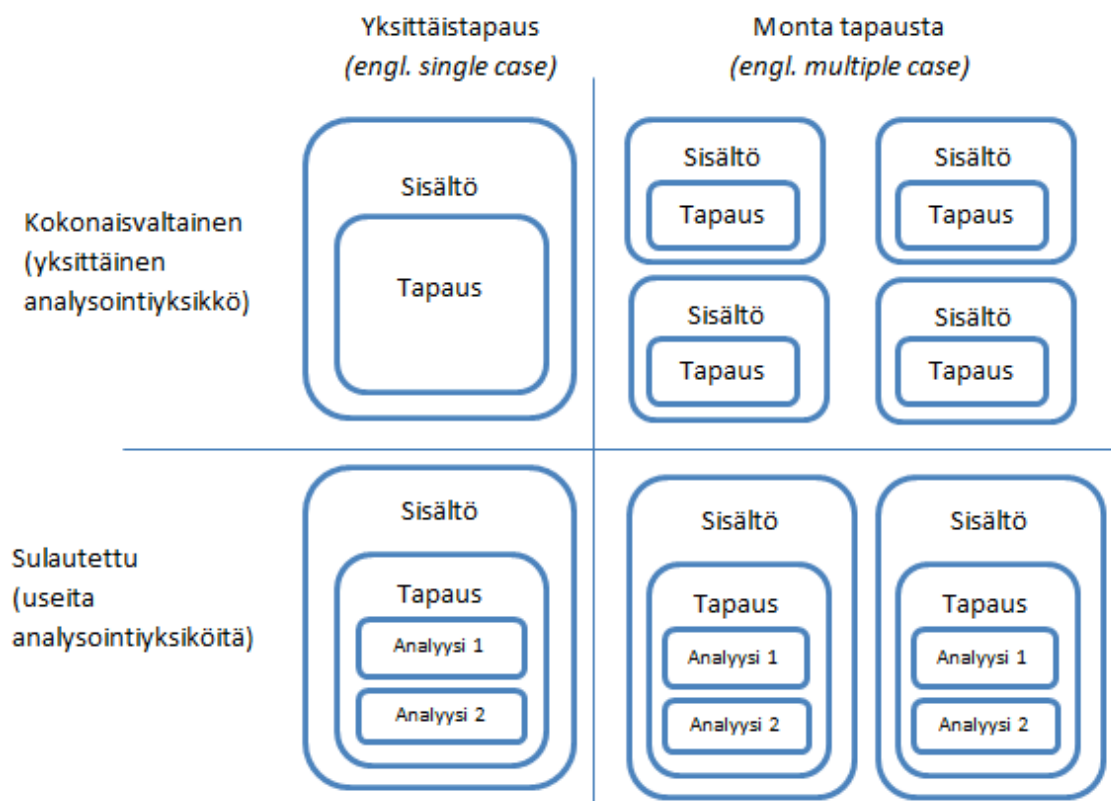 Yksittäistapaus
(engl. single case)
Monta tapausta
(engl. multiple case)
Kokonaisvaltainen
(yksittäinen
analysointiyksikkö)
Sisältö
Tapaus
Sisältö
Tapaus
Sisältö
Tapaus
Sisältö
Tapaus
Sisältö
Tapaus
Sulautettu
(useita
analysointiyksiköitä)
Sisältö
Tapaus
Analyysi 1
Analyysi 2
Sisältö
Tapaus
Analyysi 1
Analyysi 2
Sisältö
Tapaus
Analyysi 1
Analyysi 2